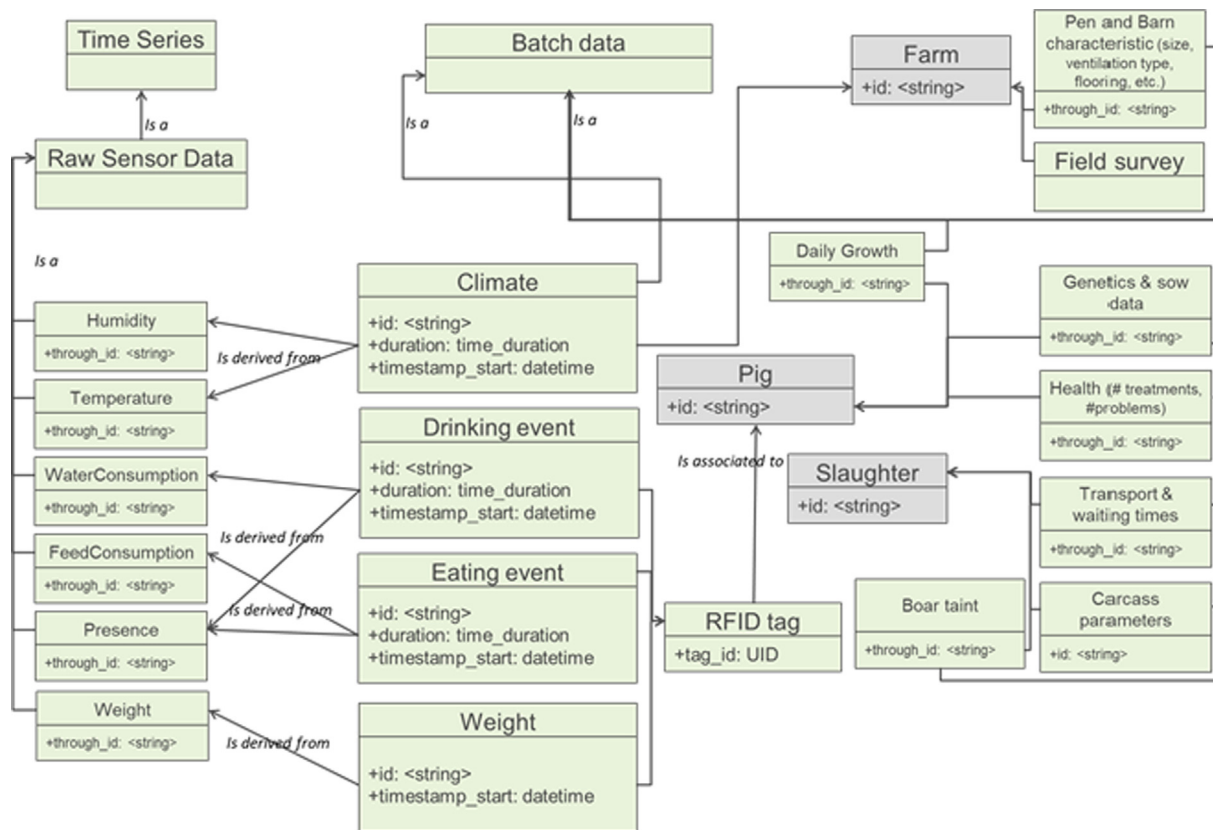 Time Series
Batch data
Farm
+id: <string>
Pen and Barn
characteristic (size,
ventilation type,
flooring, etc.)
+through_id: <string>
Is a
Is a
Is a
Raw Sensor Data
Field survey
Is a
Daily Growth
+through_id: <string>
Climate
+id: <string>
+duration: time_duration
+timestamp_start: datetime
Genetics & sow
data
+through_id: <string>
Humidity
+through_id: <string>
Is derived from
Temperature
+through_id: <string>
Pig
+id: <string>
Health (# treatments,
#problems)
+through_id: <string>
Drinking event
+id: <string>
+duration: time_duration
+timestamp_start: datetime
WaterConsumption
+through_id: <string>
Is associated to
Slaughter
+id: <string>
Transport &
waiting times
+through_id: <string>
Is derived from
FeedConsumption
+through_id: <string>
Eating event
+id: <string>
+duration: time_duration
+timestamp_start: datetime
Is derived from
Presence
+through_id: <string>
RFID tag
+tag_id: UID
Boar taint
+through_id: <string>
Carcass
parameters
+id: <string>
Weight
+through_id: <string>
Is derived from
Weight
+id: <string>
+timestamp_start: datetime